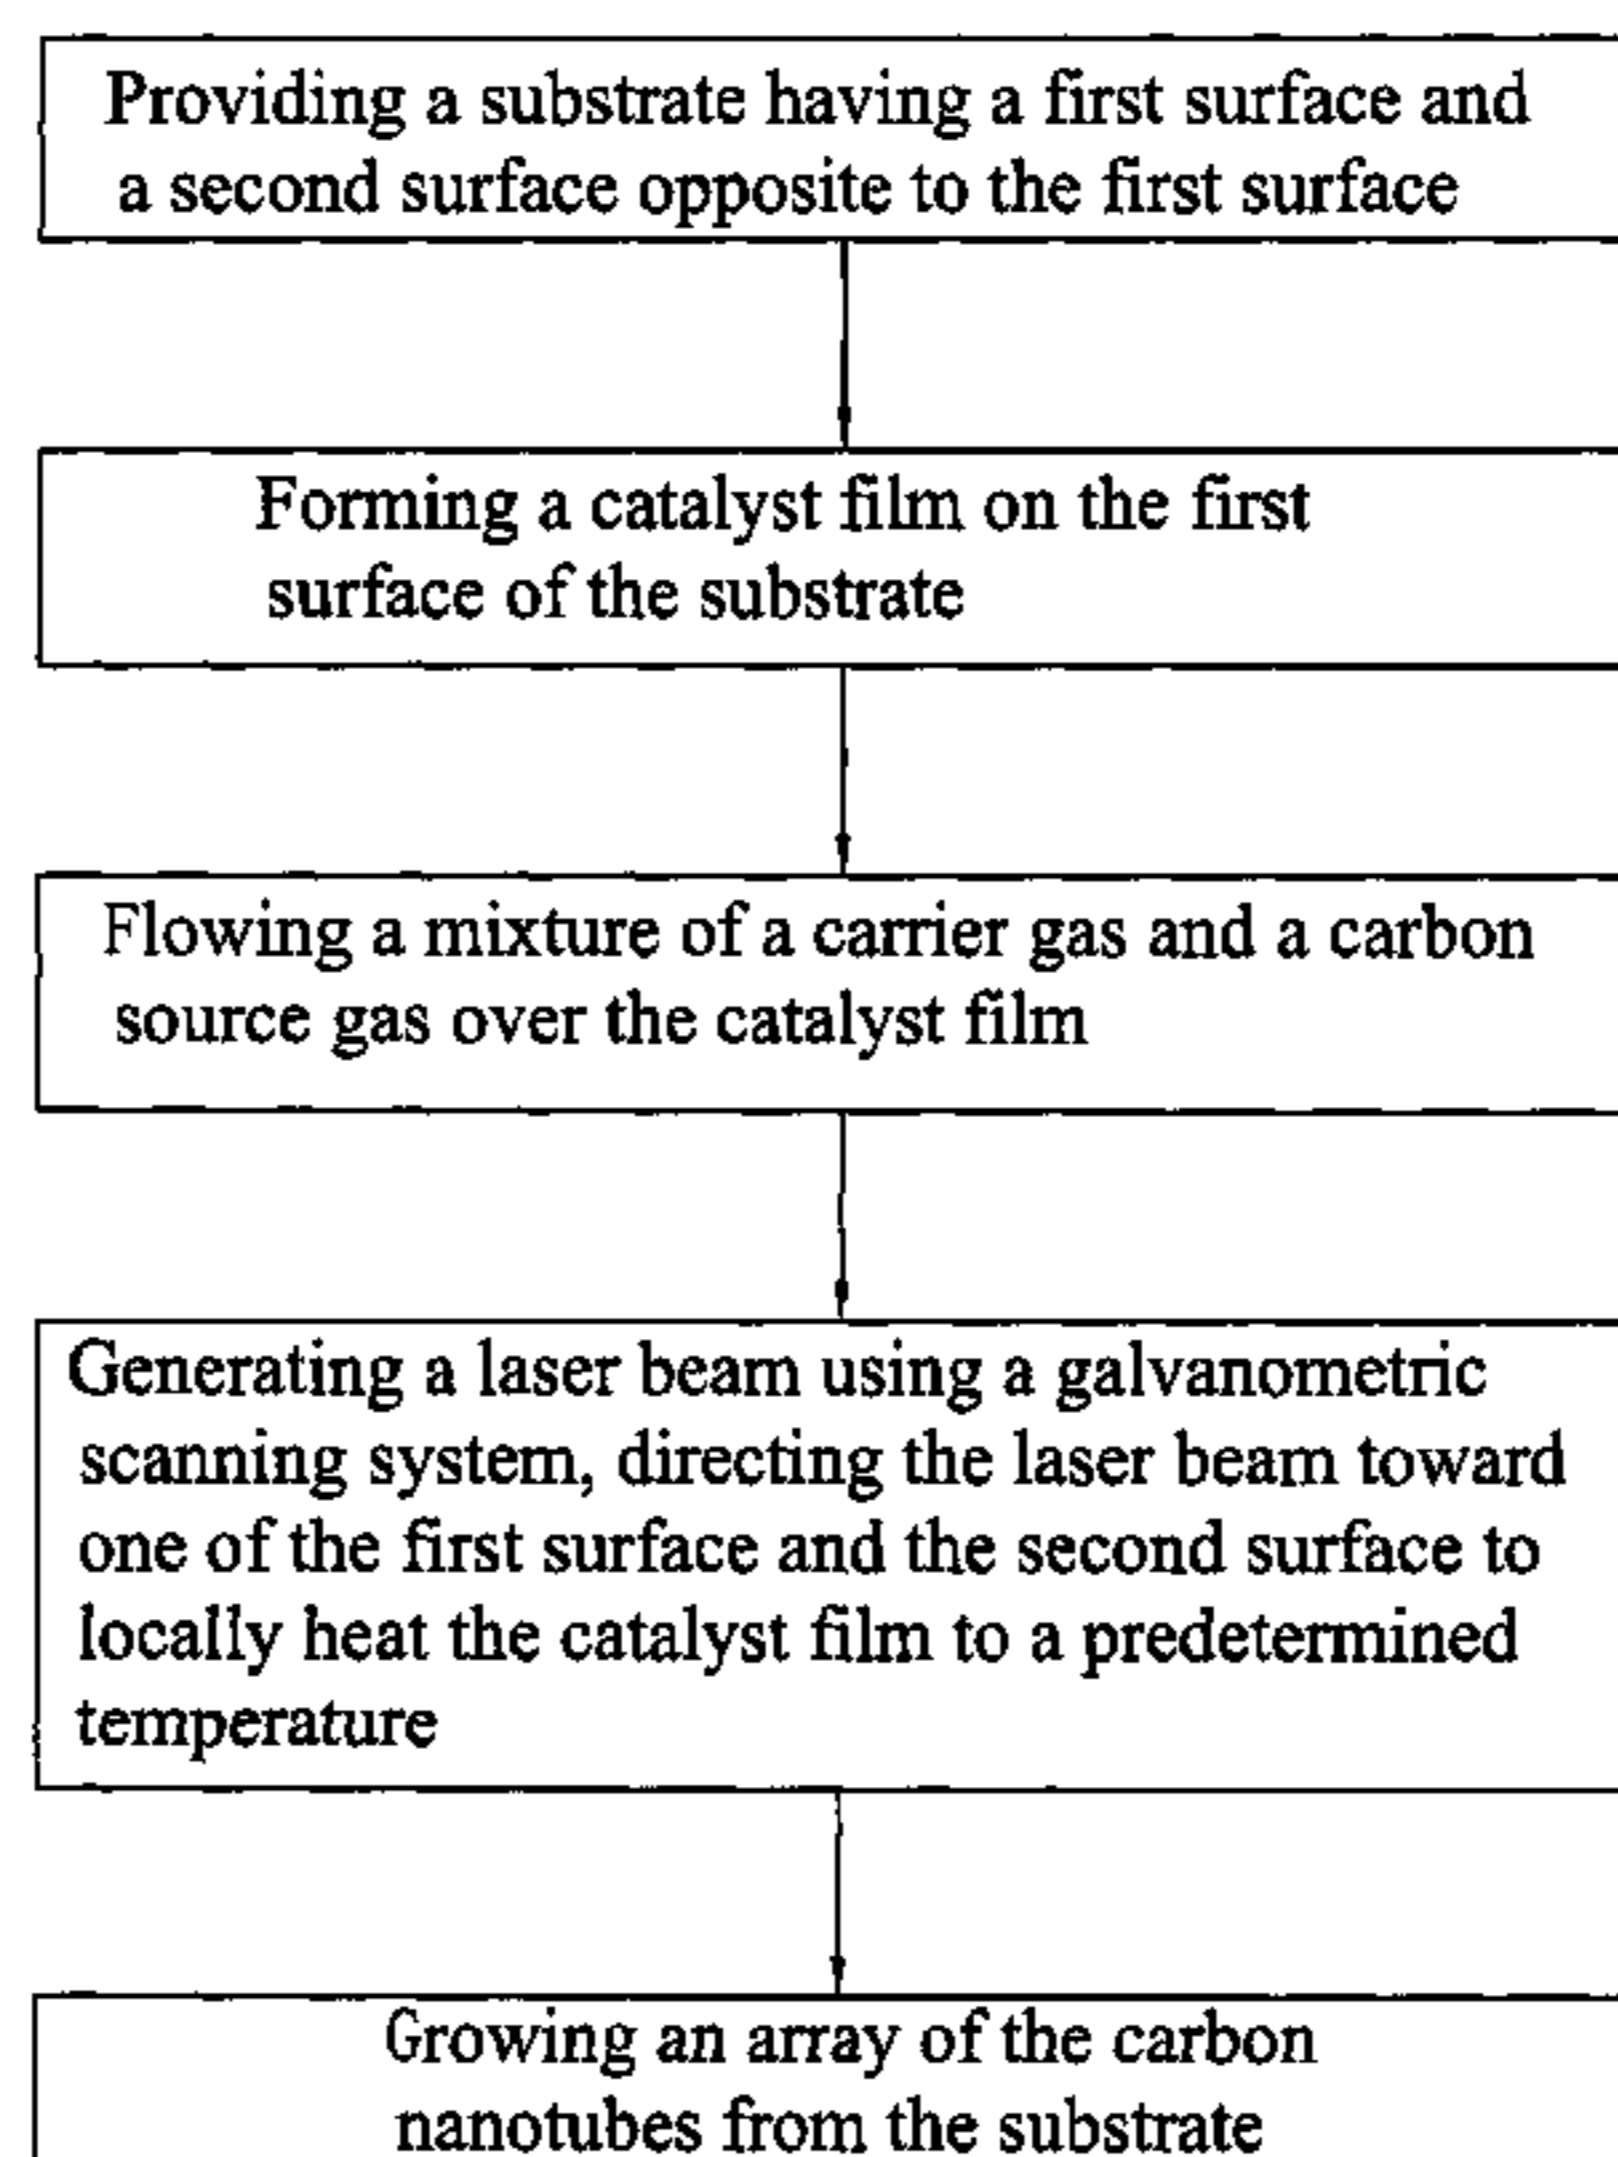 Providing a substrate having a first surface and
a second surface opposite to the first surface
Forming a catalyst film on the first
surface of the substrate
Flowing a mixture of a carrier gas and a carbon
source gas over the catalyst film
Generating a laser beam using a galvanometric
scanning system, directing the laser beam toward
one of the first surface and the second surface to
locally heat the catalyst film to a predetermined
temperature
Growing an array of the carbon
nanotubes from the substrate